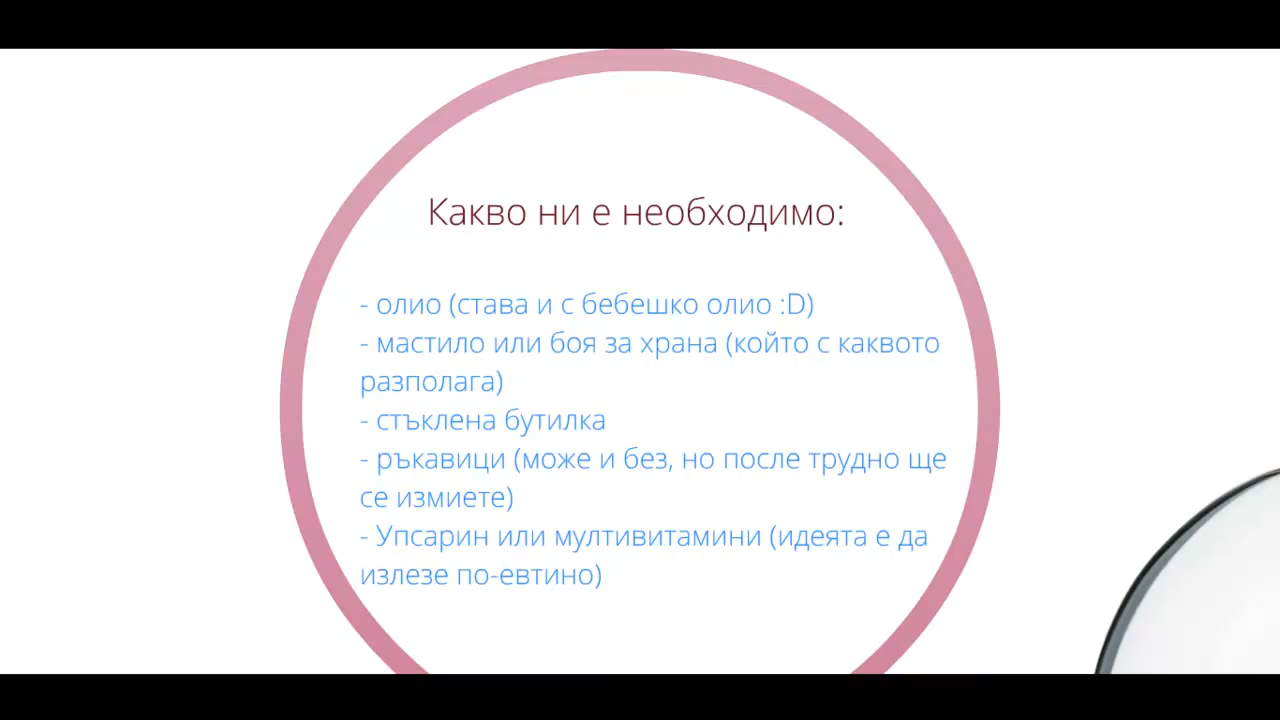 Какво ни е необходимо:
- олио (става и с бебешко олио :D)
- мастило или боя за храна (който с каквото
разполага)
- стъклена бутилка
- ръкавици (може и без, но после трудно ще
се измиете)
- Упсарин или мултивитамини (идеята е да
излезе по-евтино)